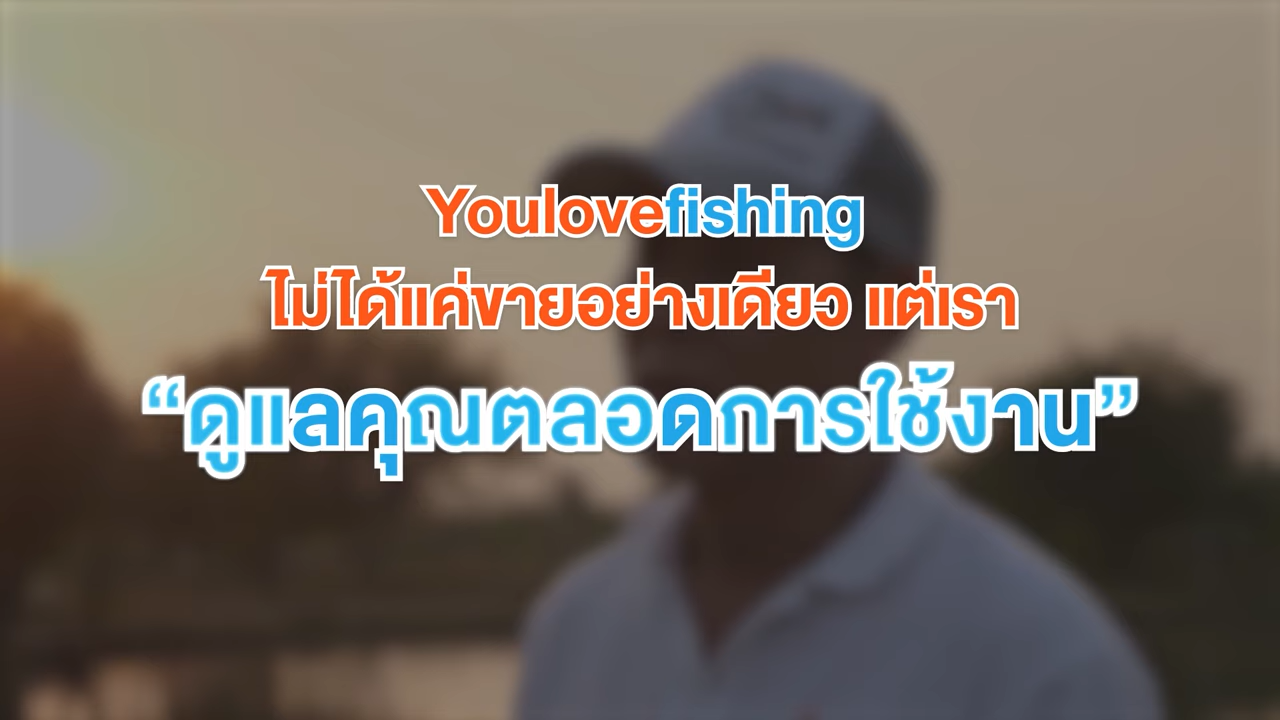 Youlovefishing
ไม่ได้แค่ขายอย่างเดียว แต่เรา
“ดูแลคุณตลอดการใช้งาน”